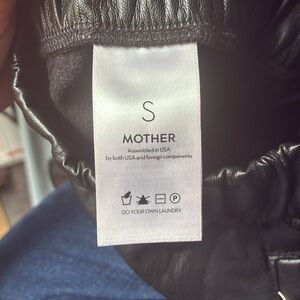 S
MOTHER
Assembled in USA
by both USA and foreign components
P
DO YOUR OWN LAUNDRY